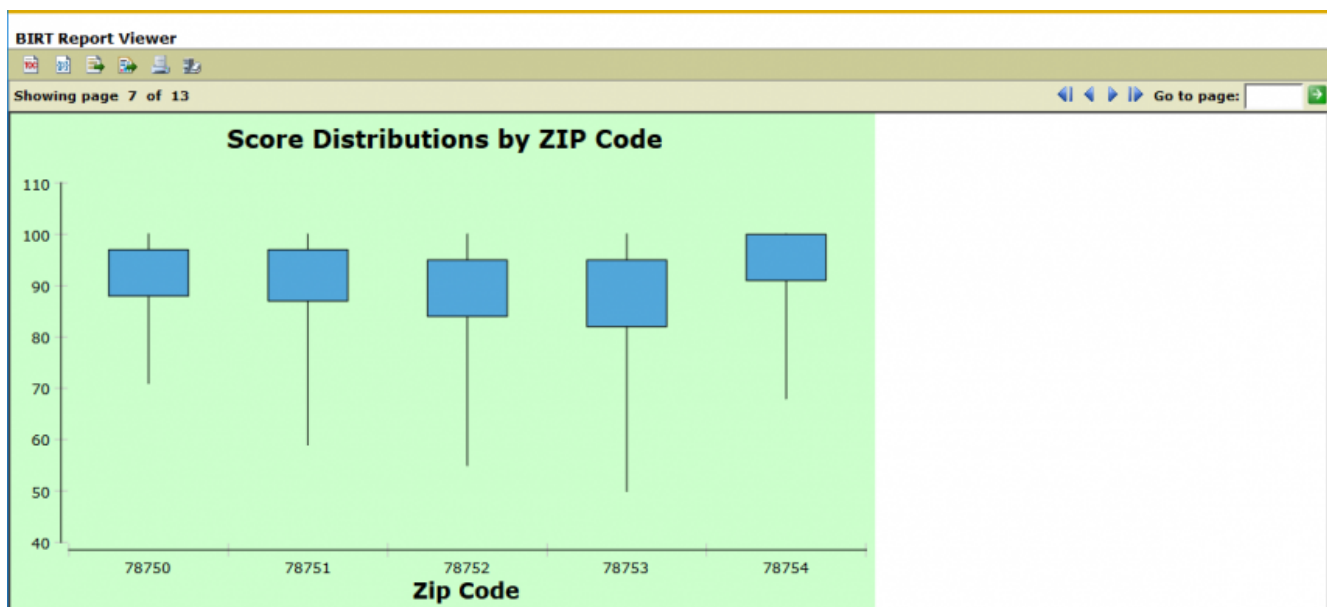 BIRT Report Viewer
Showing page 7 of 13
Go to page:
Score Distributions by ZIP Code
110
100
90
80
70
60
50
40
78750 78751 78752 78753 78754
Zip Code